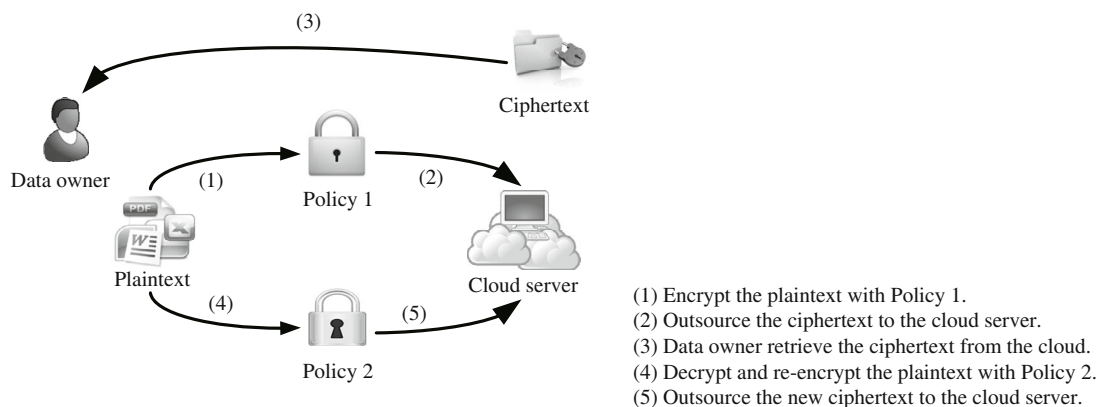 (3)
Ciphertext
Data owner
(1)
Policy 1
(2)
PDF
W
X
Plaintext
Cloud server
(4)
Policy 2
(5)
(1) Encrypt the plaintext with Policy 1.
(2) Outsource the ciphertext to the cloud server.
(3) Data owner retrieve the ciphertext from the cloud.
(4) Decrypt and re-encrypt the plaintext with Policy 2.
(5) Outsource the new ciphertext to the cloud server.